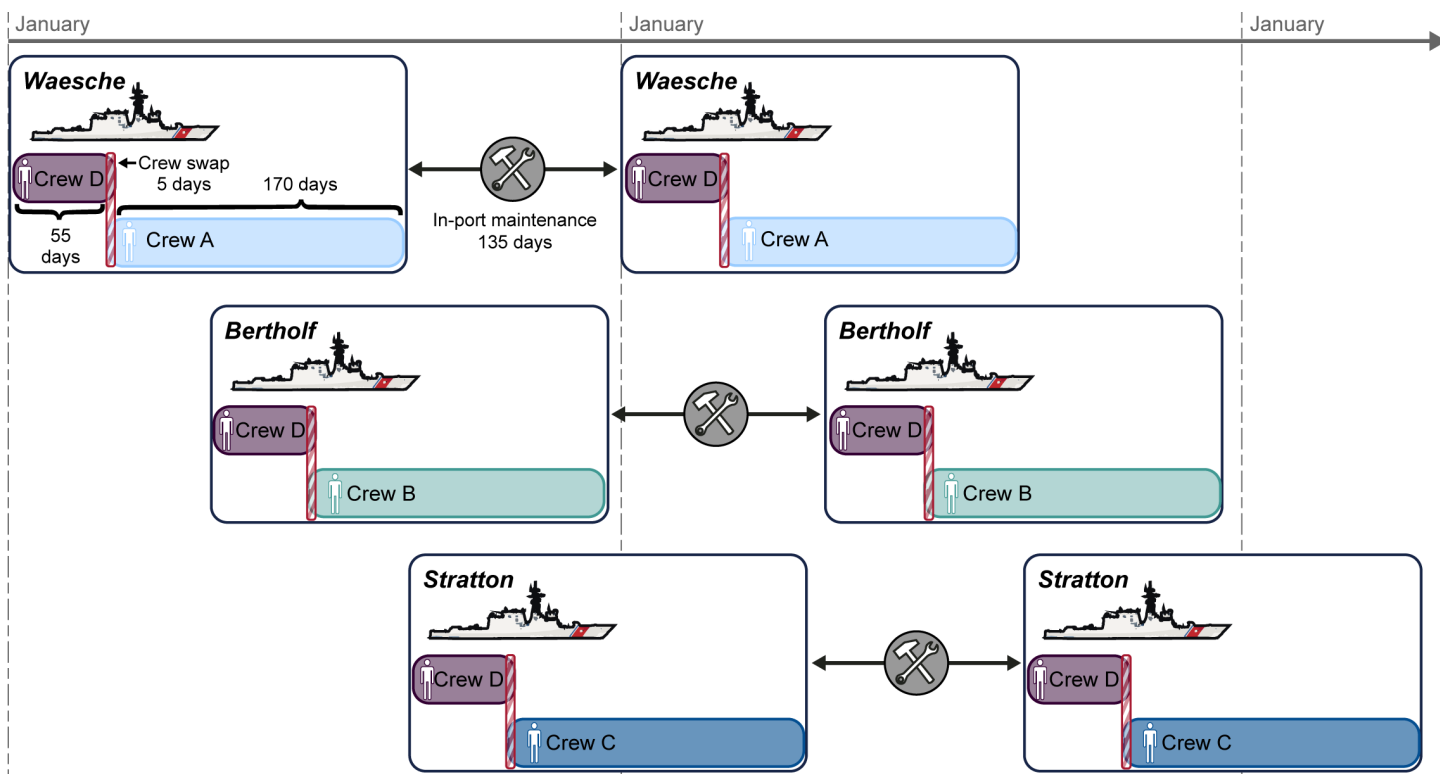 January
January
January
Waesche
Crew D
Crew swap
5 days
170 days
55
days
Crew A
In-port maintenance
135 days
Waesche
Crew D
Crew A
Bertholf
Crew D
Crew B
Bertholf
Crew D
Crew B
Stratton
Crew D
Crew C
Stratton
Crew D
Crew C